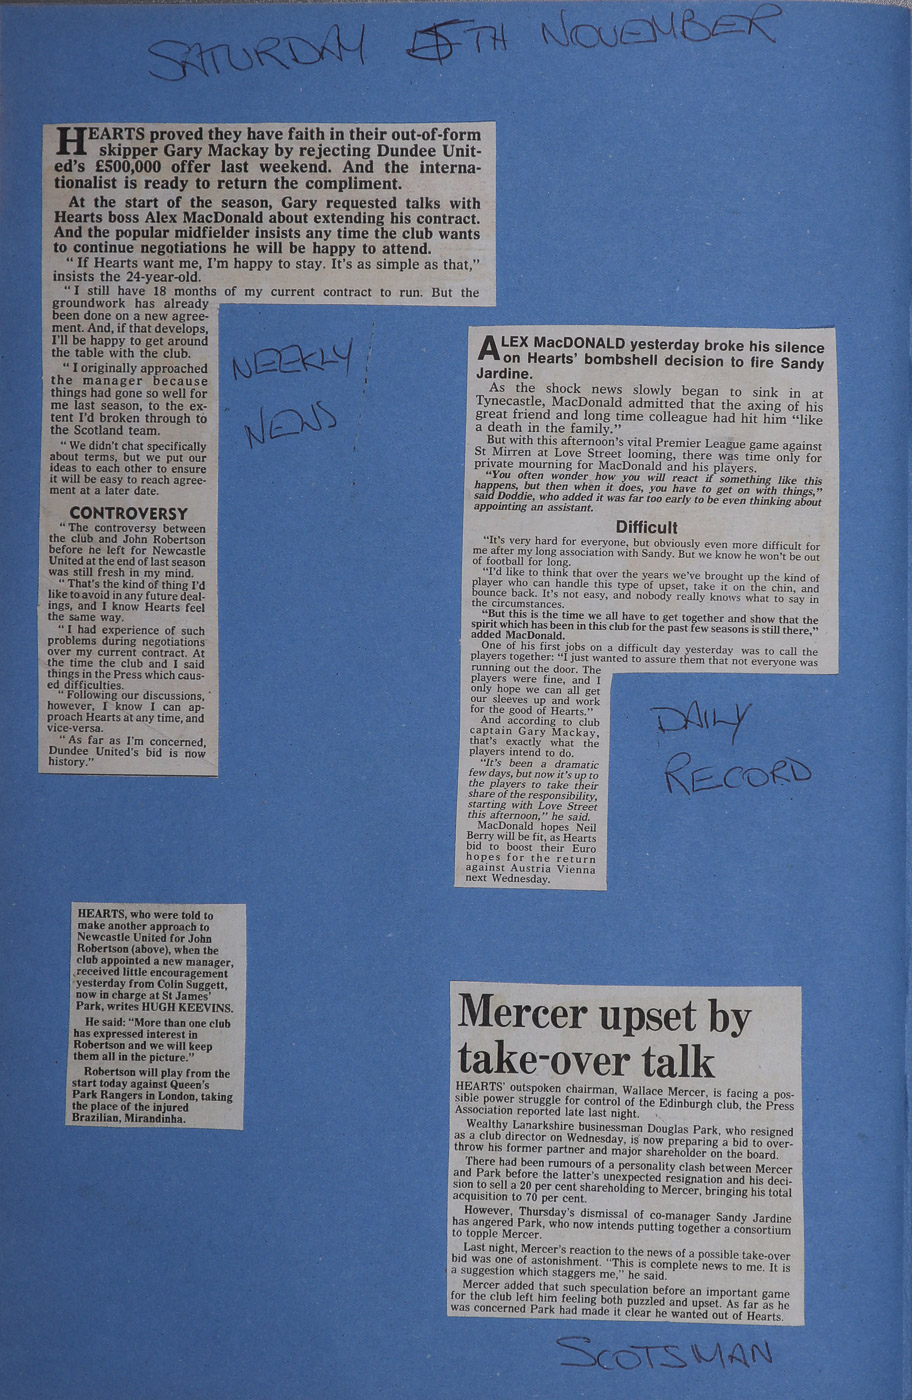 SATURDAY 5TH NOVEMBER
HEARTS proved they have faith in their out-of-form
skipper Gary Mackay by rejecting Dundee Unit-
ed's £500,000 offer last weekend. And the interna-
tionalist is ready to return the compliment.
At the start of the season, Gary requested talks with
Hearts boss Alex MacDonald about extending his contract.
And the popular midfielder insists any time the club wants
to continue negotiations he will be happy to attend.
" If Hearts want me, I'm happy to stay. It's as simple as that,"
insists the 24-year-old.
" I still have 18 months of my current contract to run. But the
groundwork has already
been done on a new agree-
ment. And, if that develops,
I'll be happy to get around
the table with the club.
" I originally approached
the manager because
things had gone so well for
me last season, to the ex-
tent I'd broken through to
the Scotland team.
" We didn't chat specifically
about terms, but we put our
ideas to each other to ensure
it will be easy to reach agree-
ment at a later date.
CONTROVERSY
" The controversy between
the club and John Robertson
before he left for Newcastle
United at the end of last season
was still fresh in my mind.
" That's the kind of thing I'd
like to avoid in any future deal-
ings, and I know Hearts feel
the same way.
" I had experience of such
problems during negotiations
over my current contract. At
the time the club and I said
things in the Press which caus-
ed difficulties.
" Following our discussions,
however, I know I can ap-
proach Hearts at any time, and
vice-versa.
" As far as I'm concerned,
Dundee United's bid is now
history."
WEEKLY
NEWS
ALEX MacDONALD yesterday broke his silence
on Hearts' bombshell decision to fire Sandy
Jardine.
As the shock news slowly began to sink in at
Tynecastle, MacDonald admitted that the axing of his
great friend and long time colleague had hit him "like
a death in the family."
But with this afternoon's vital Premier League game against
St Mirren at Love Street looming, there was time only for
private mourning for MacDonald and his players.
"You often wonder how you will react if something like this
happens, but then when it does, you have to get on with things,"
said Doddie, who added it was far too early to be even thinking about
appointing an assistant.
Difficult
"It's very hard for everyone, but obviously even more difficult for
me after my long association with Sandy. But we know he won't be out
of football for long.
"I'd like to think that over the years we've brought up the kind of
player who can handle this type of upset, take it on the chin, and
bounce back. It's not easy, and nobody really knows what to say in
the circumstances.
"But this is the time we all have to get together and show that the
spirit which has been in this club for the past few seasons is still there,"
added MacDonald.
One of his first jobs on a difficult day yesterday was to call the
players together: "I just wanted to assure them that not everyone was
running out the door. The
players were fine, and I
only hope we can all get
our sleeves up and work
for the good of Hearts."
And according to club
captain Gary Mackay,
that's exactly what the
players intend to do.
"It's been a dramatic
few days, but now it's up to
the players to take their
share of the responsibility,
starting with Love Street
this afternoon," he said.
MacDonald hopes Neil
Berry will be fit, as Hearts
bid to boost their Euro
hopes for the return
against Austria Vienna
next Wednesday.
DAILY
RECORD
HEARTS, who were told to
make another approach to
Newcastle United for John
Robertson (above), when the
club appointed a new manager,
received little encouragement
yesterday from Colin Suggett,
now in charge at St James'
Park, writes HUGH KEEVINS.
He said: "More than one club
has expressed interest in
Robertson and we will keep
them all in the picture."
Robertson will play from the
start today against Queen's
Park Rangers in London, taking
the place of the injured
Brazilian, Mirandinha.
Mercer upset by
take-over talk
HEARTS' outspoken chairman, Wallace Mercer, is facing a pos-
sible power struggle for control of the Edinburgh club, the Press
Association reported late last night.
Wealthy Lanarkshire businessman Douglas Park, who resigned
as a club director on Wednesday, is now preparing a bid to over-
throw his former partner and major shareholder on the board.
There had been rumours of a personality clash between Mercer
and Park before the latter's unexpected resignation and his deci-
sion to sell a 20 per cent shareholding to Mercer, bringing his total
acquisition to 70 per cent.
However, Thursday's dismissal of co-manager Sandy Jardine
has angered Park, who now intends putting together a consortium
to topple Mercer.
Last night, Mercer's reaction to the news of a possible take-over
bid was one of astonishment. "This is complete news to me. It is
a suggestion which staggers me," he said.
Mercer added that such speculation before an important game
for the club left him feeling both puzzled and upset. As far as he
was concerned Park had made it clear he wanted out of Hearts.
SCOTSMAN